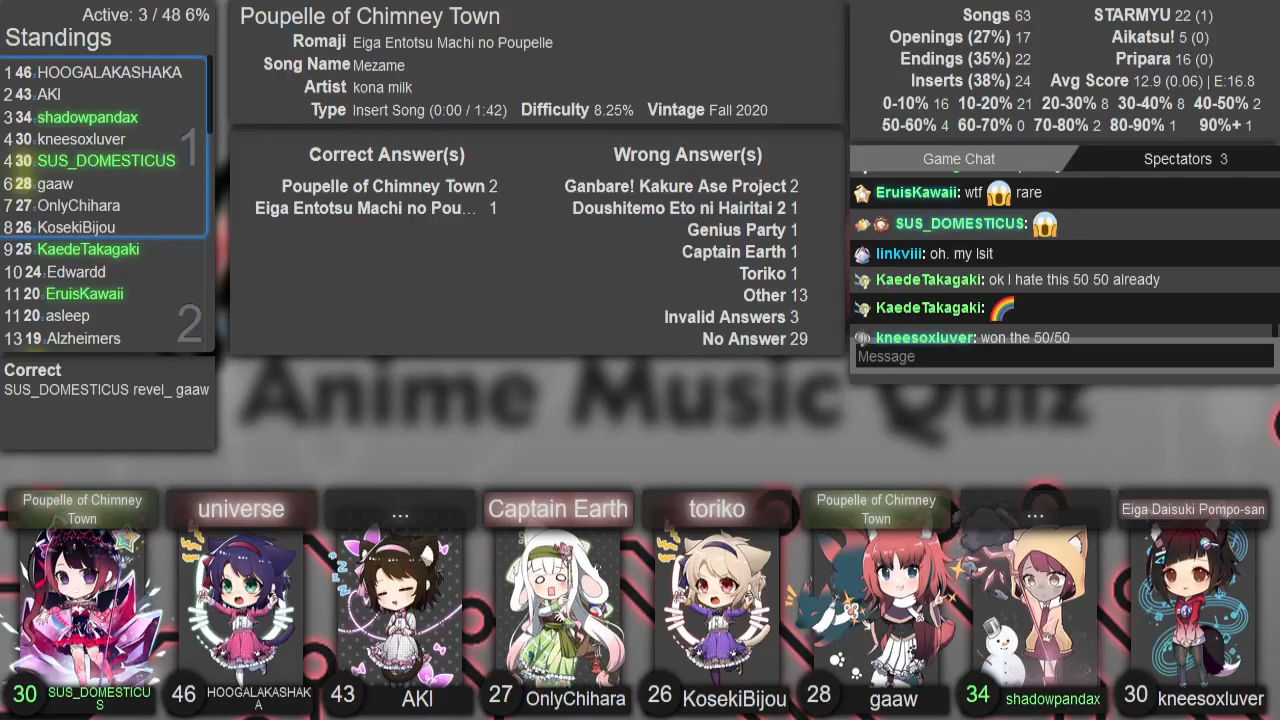 Active: 3 / 48 6%
Standings
1 46 HOOGALAKASHAKA
2 43 AKI
3 34 shadowpandax
4 30 kneesoxluver
4 30 SUS_DOMESTICUS
1
6 28 gaaw
7 27 OnlyChihara
8 26 KosekiBijou
9 25 KaedeTakagaki
10 24 Edwardd
11 20 EruisKawaii
11 20 asleep
2
13 19 Alzheimers
Correct
SUS_DOMESTICUS revel_ gaaw
Poupelle of Chimney Town
Romaji Eiga Entotsu Machi no Poupelle
Song Name Mezame
Artist kona milk
Type Insert Song (0:00 / 1:42) Difficulty 8.25% Vintage Fall 2020
Correct Answer(s)
Poupelle of Chimney Town 2
Eiga Entotsu Machi no Pou... 1
Wrong Answer(s)
Ganbare! Kakure Ase Project 2
Doushitemo Eto ni Hairitai 2 1
Genius Party 1
Captain Earth 1
Toriko 1
Other 13
Invalid Answers 3
No Answer 29
Songs 63 STARMYU 22 (1)
Openings (27%) 17 Aikatsu! 5 (0)
Endings (35%) 22 Pripara 16 (0)
Inserts (38%) 24 Avg Score 12.9 (0.06) | E:16.8
0-10% 16 10-20% 21 20-30% 8 30-40% 8 40-50% 2
50-60% 4 60-70% 0 70-80% 2 80-90% 1 90%+ 1
Game Chat Spectators 3
EruisKawaii: wtf 😱 rare
SUS_DOMESTICUS: 😱
linkviii: oh. my lsit
KaedeTakagaki: ok I hate this 50 50 already
KaedeTakagaki: 🌈
kneesoxluver: won the 50/50
Message
Anime Music Quiz
Poupelle of Chimney
Town
universe
...
Captain Earth
toriko
Poupelle of Chimney
Town
...
Eiga Daisuki Pompo-san
30 SUS_DOMESTICU
S
46 HOOGALAKASHAK
A
43 AKI
27 OnlyChihara
26 KosekiBijou
28 gaaw
34 shadowpandax
30 kneesoxluver